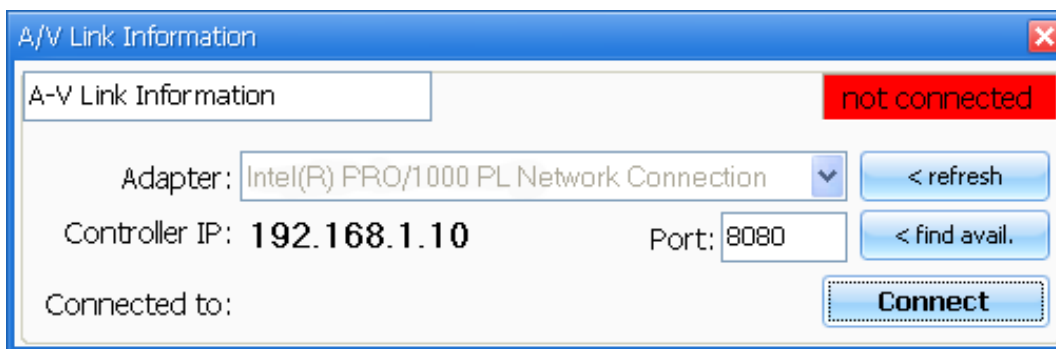 A/V Link Information
A-V Link Information
not connected
Adapter: Intel(R) PRO/1000 PL Network Connection < refresh
Controller IP: 192.168.1.10 Port: 8080 < find avail.
Connected to: Connect